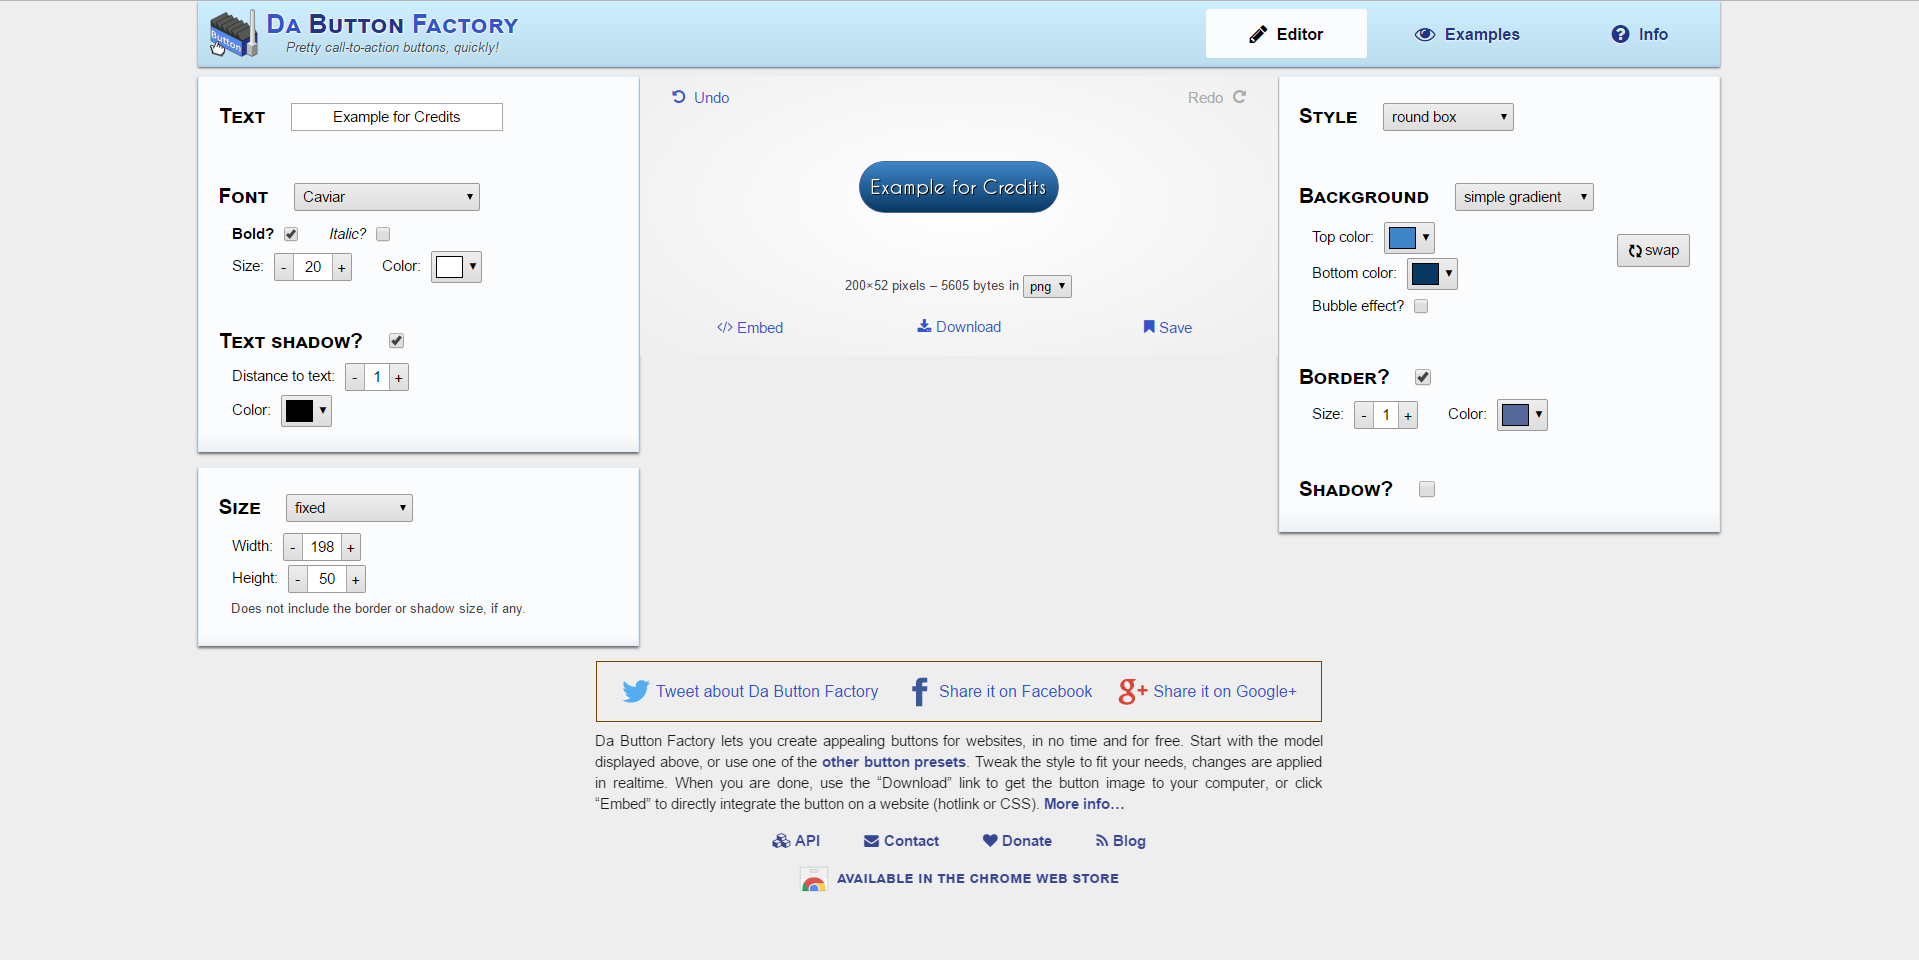 Button
Da Button Factory
Pretty call-to-action buttons, quickly!
Editor
Examples
Info
Text
Example for Credits
Font
Caviar
Bold?
Italic?
Size: - 20 +
Color:
Text shadow?
Distance to text: - 1 +
Color:
Size
fixed
Width: - 198 +
Height: - 50 +
Does not include the border or shadow size, if any.
Undo
Redo
Example for Credits
200×52 pixels – 5605 bytes in png
</> Embed
Download
Save
Style
round box
Background
simple gradient
Top color:
swap
Bottom color:
Bubble effect?
Border?
Size: - 1 +
Color:
Shadow?
Tweet about Da Button Factory
f Share it on Facebook
g+ Share it on Google+
Da Button Factory lets you create appealing buttons for websites, in no time and for free. Start with the model
displayed above, or use one of the other button presets. Tweak the style to fit your needs, changes are applied
in realtime. When you are done, use the “Download” link to get the button image to your computer, or click
“Embed” to directly integrate the button on a website (hotlink or CSS). More info…
API
Contact
Donate
Blog
AVAILABLE IN THE CHROME WEB STORE